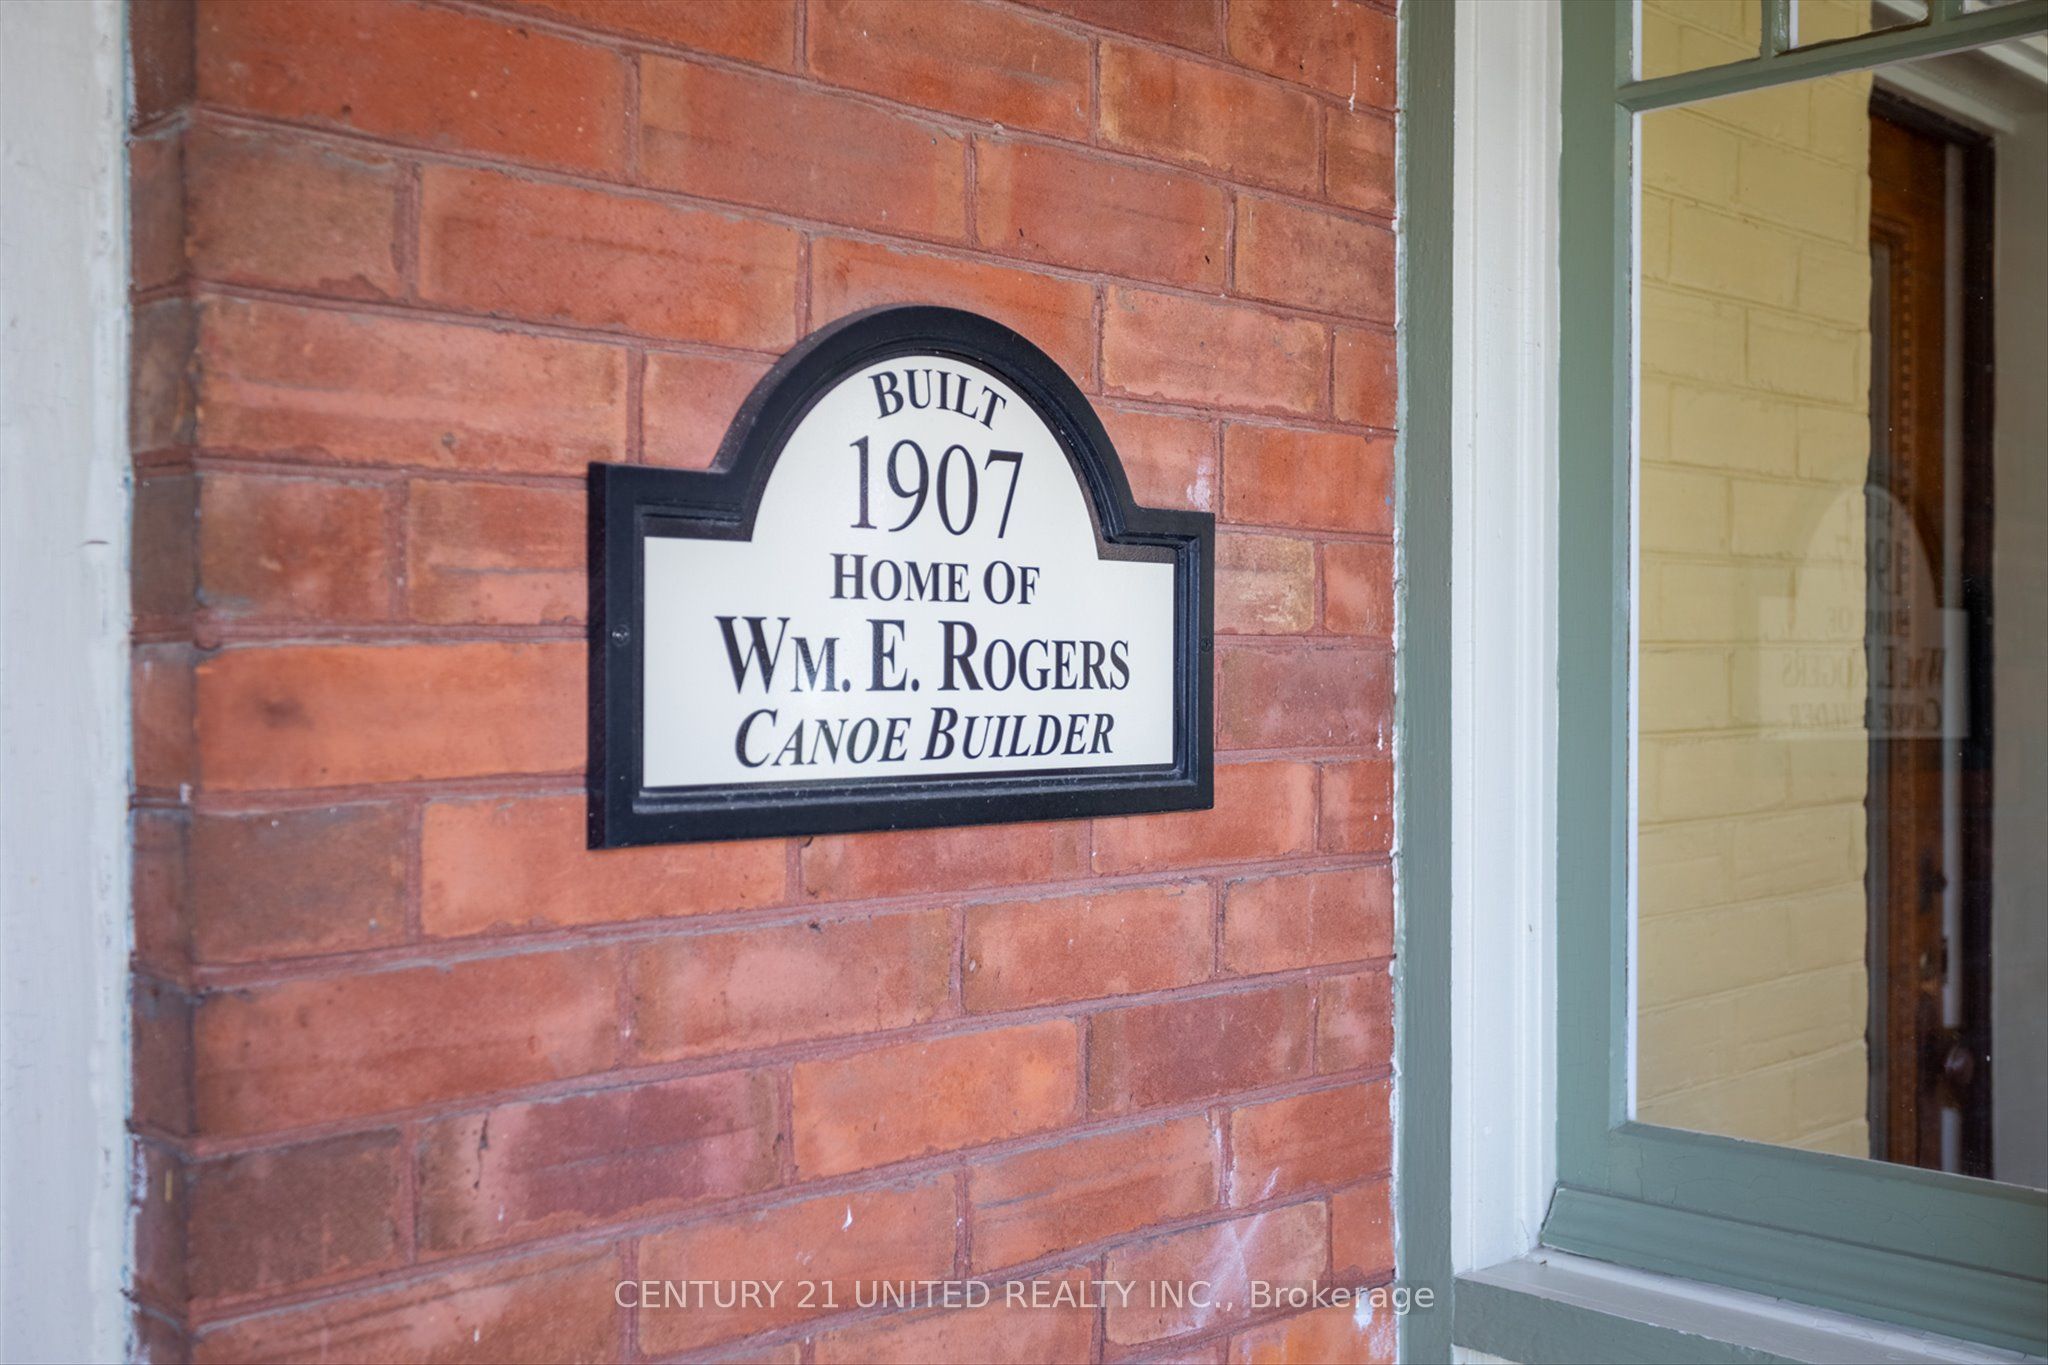 BUILT
1907
HOME OF
WM. E. ROGERS
CANOE BUILDER
CENTURY 21 UNITED REALTY INC., Brokerage